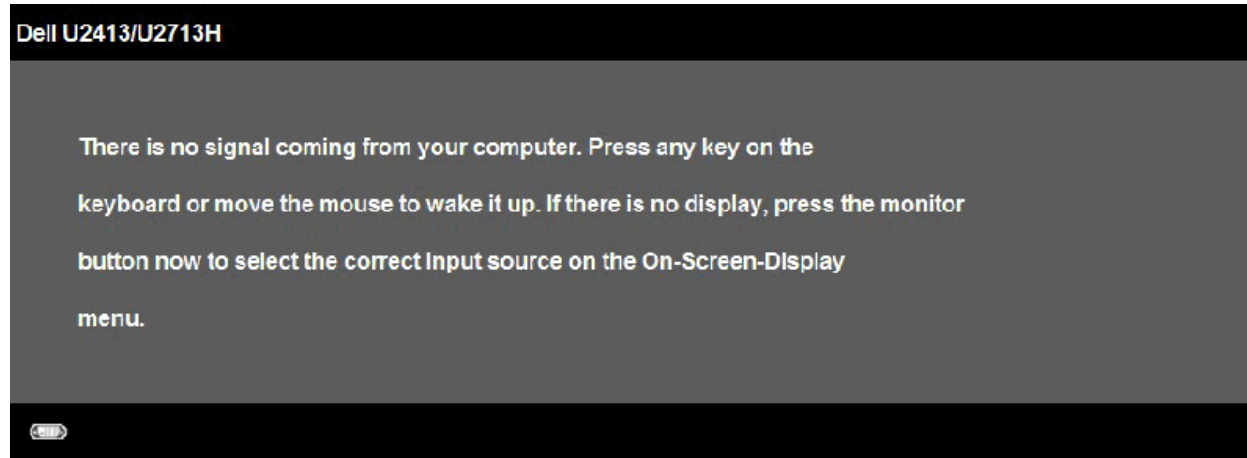 Dell U2413/U2713H
There is no signal coming from your computer. Press any key on the
keyboard or move the mouse to wake it up. If there is no display, press the monitor
button now to select the correct Input source on the On-Screen-Display
menu.